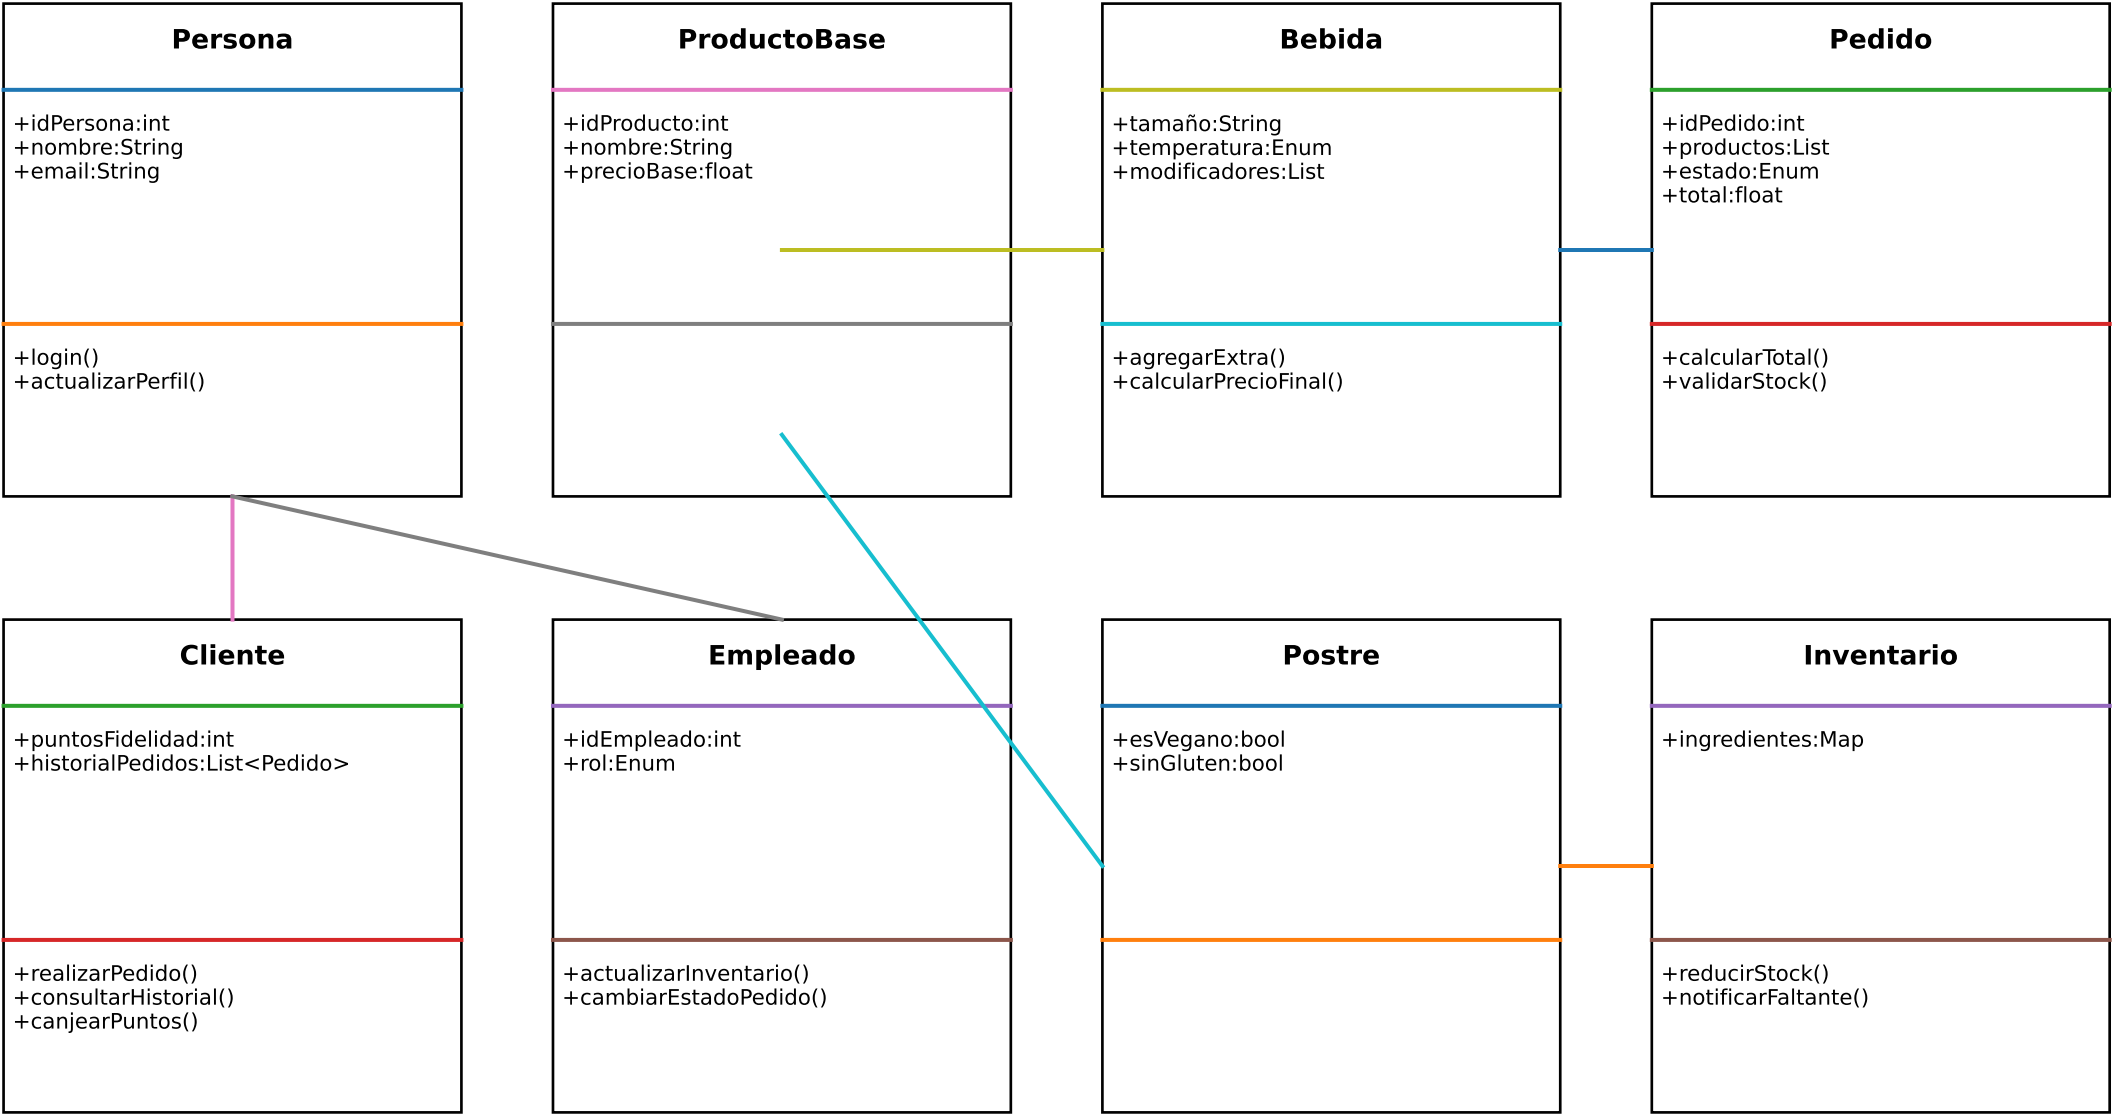 Persona
+idPersona:int
+nombre:String
+email:String
+login()
+actualizarPerfil()
ProductoBase
+idProducto:int
+nombre:String
+precioBase:float
Bebida
+tamaño:String
+temperatura:Enum
+modificadores:List
+agregarExtra()
+calcularPrecioFinal()
Pedido
+idPedido:int
+productos:List
+estado:Enum
+total:float
+calcularTotal()
+validarStock()
Cliente
+puntosFidelidad:int
+historialPedidos:List<Pedido>
+realizarPedido()
+consultarHistorial()
+canjearPuntos()
Empleado
+idEmpleado:int
+rol:Enum
+actualizarInventario()
+cambiarEstadoPedido()
Postre
+esVegano:bool
+sinGluten:bool
Inventario
+ingredientes:Map
+reducirStock()
+notificarFaltante()